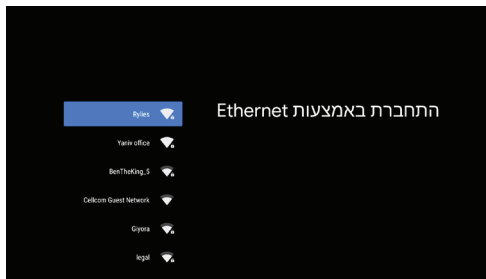 התחברת באמצעות Ethernet
Rylies
Yaniv office
BenTheKing_5
Cellcom Guest Network
Giyora
legal